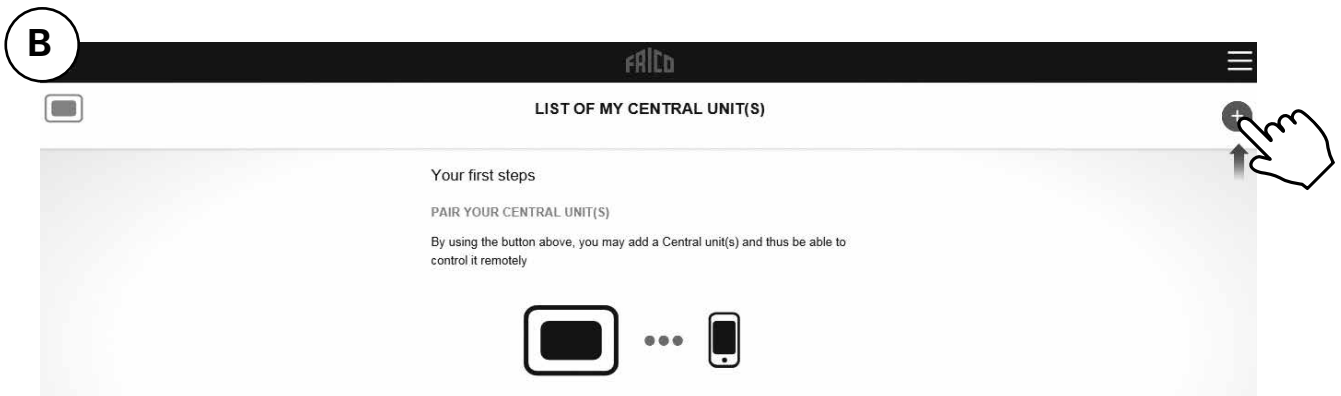 B
FRICO
LIST OF MY CENTRAL UNIT(S)
+
Your first steps
PAIR YOUR CENTRAL UNIT(S)
By using the button above, you may add a Central unit(s) and thus be able to
control it remotely